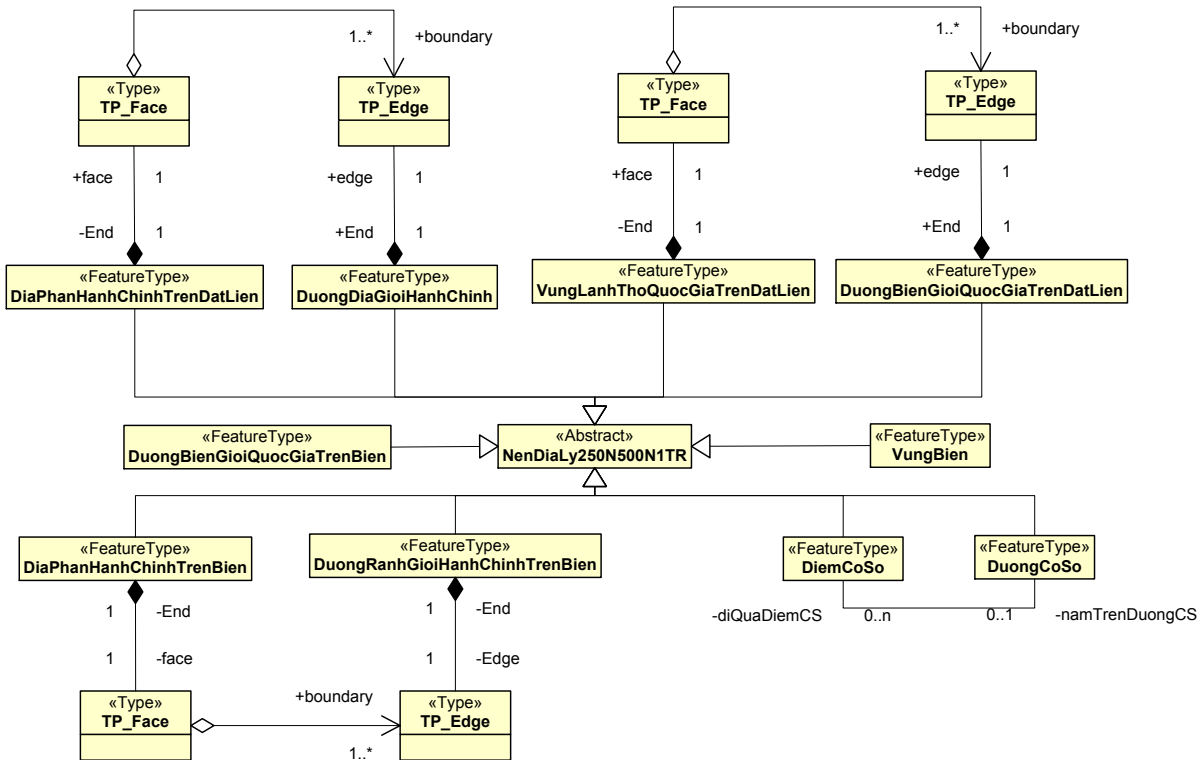 1..* +boundary
1..* +boundary
«Type»
TP_Face
«Type»
TP_Edge
«Type»
TP_Face
«Type»
TP_Edge
+face 1
+edge 1
+face 1
+edge 1
-End 1
+End 1
-End 1
+End 1
«FeatureType»
DiaPhanHanhChinhTrenDatLien
«FeatureType»
DuongDiaGioiHanhChinh
«FeatureType»
VungLanhThoQuocGiaTrenDatLien
«FeatureType»
DuongBienGioiQuocGiaTrenDatLien
«FeatureType»
DuongBienGioiQuocGiaTrenBien
«Abstract»
NenDiaLy250N500N1TR
«FeatureType»
VungBien
«FeatureType»
DiaPhanHanhChinhTrenBien
«FeatureType»
DuongRanhGioiHanhChinhTrenBien
«FeatureType»
DiemCoSo
«FeatureType»
DuongCoSo
1 -End
1 -End
-diQuaDiemCS 0..n 0..1 -namTrenDuongCS
1 -face
1 -Edge
«Type»
TP_Face
+boundary
1..*
«Type»
TP_Edge